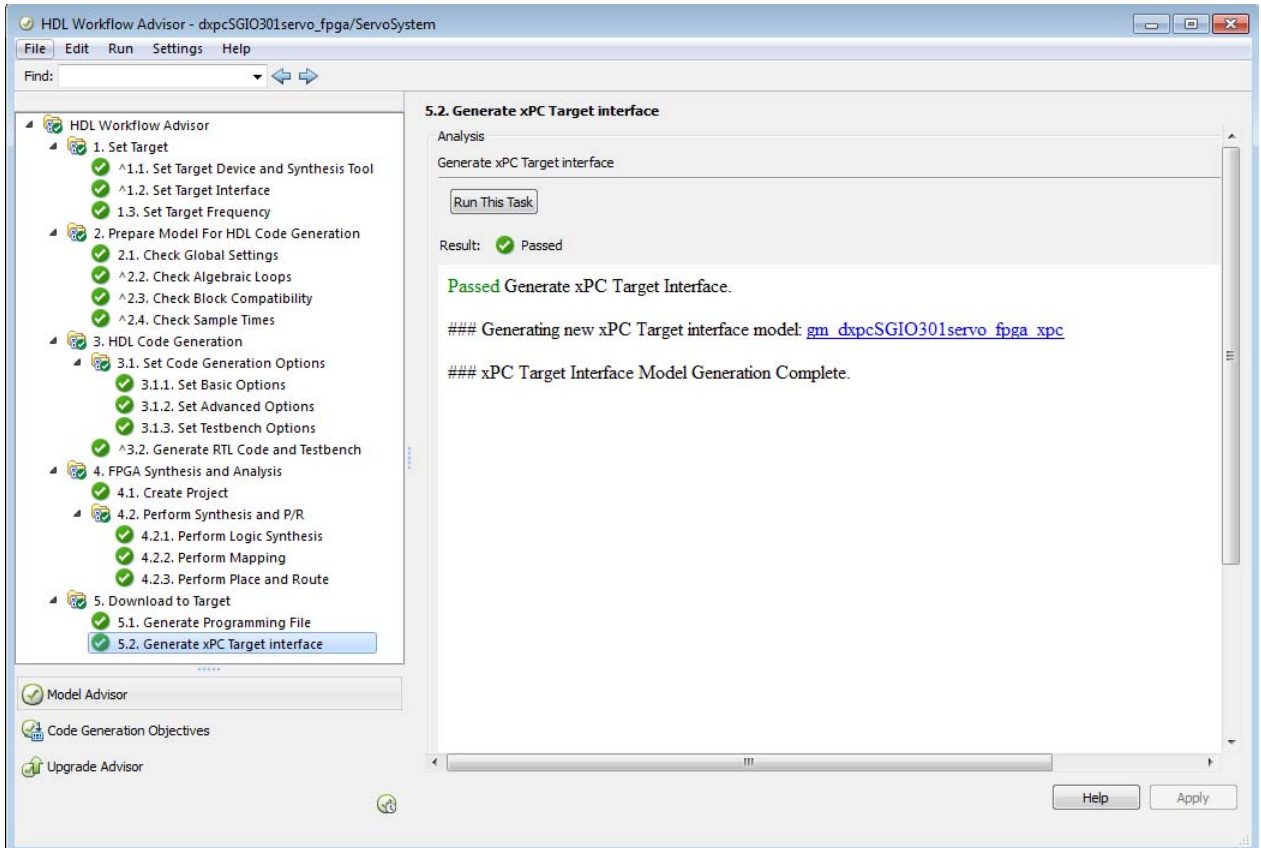 HDL Workflow Advisor - dxpcSGIO301servo_fpga/ServoSystem
File Edit Run Settings Help
Find:
HDL Workflow Advisor
1. Set Target
^1.1. Set Target Device and Synthesis Tool
^1.2. Set Target Interface
1.3. Set Target Frequency
2. Prepare Model For HDL Code Generation
2.1. Check Global Settings
^2.2. Check Algebraic Loops
^2.3. Check Block Compatibility
^2.4. Check Sample Times
3. HDL Code Generation
3.1. Set Code Generation Options
3.1.1. Set Basic Options
3.1.2. Set Advanced Options
3.1.3. Set Testbench Options
^3.2. Generate RTL Code and Testbench
4. FPGA Synthesis and Analysis
4.1. Create Project
4.2. Perform Synthesis and P/R
4.2.1. Perform Logic Synthesis
4.2.2. Perform Mapping
4.2.3. Perform Place and Route
5. Download to Target
5.1. Generate Programming File
5.2. Generate xPC Target interface
Model Advisor
Code Generation Objectives
Upgrade Advisor
5.2. Generate xPC Target interface
Analysis
Generate xPC Target interface
Run This Task
Result: Passed
Passed Generate xPC Target Interface.
### Generating new xPC Target interface model: gm_dxpcSGIO301servo_fpga_xpc
### xPC Target Interface Model Generation Complete.
Help Apply